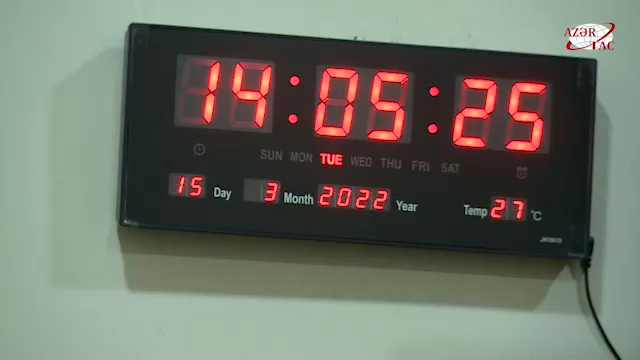 AZƏR
TAC
14:05:25
SUN MON TUE WED THU FRI SAT
15 Day 3 Month 2022 Year Temp 27 °C